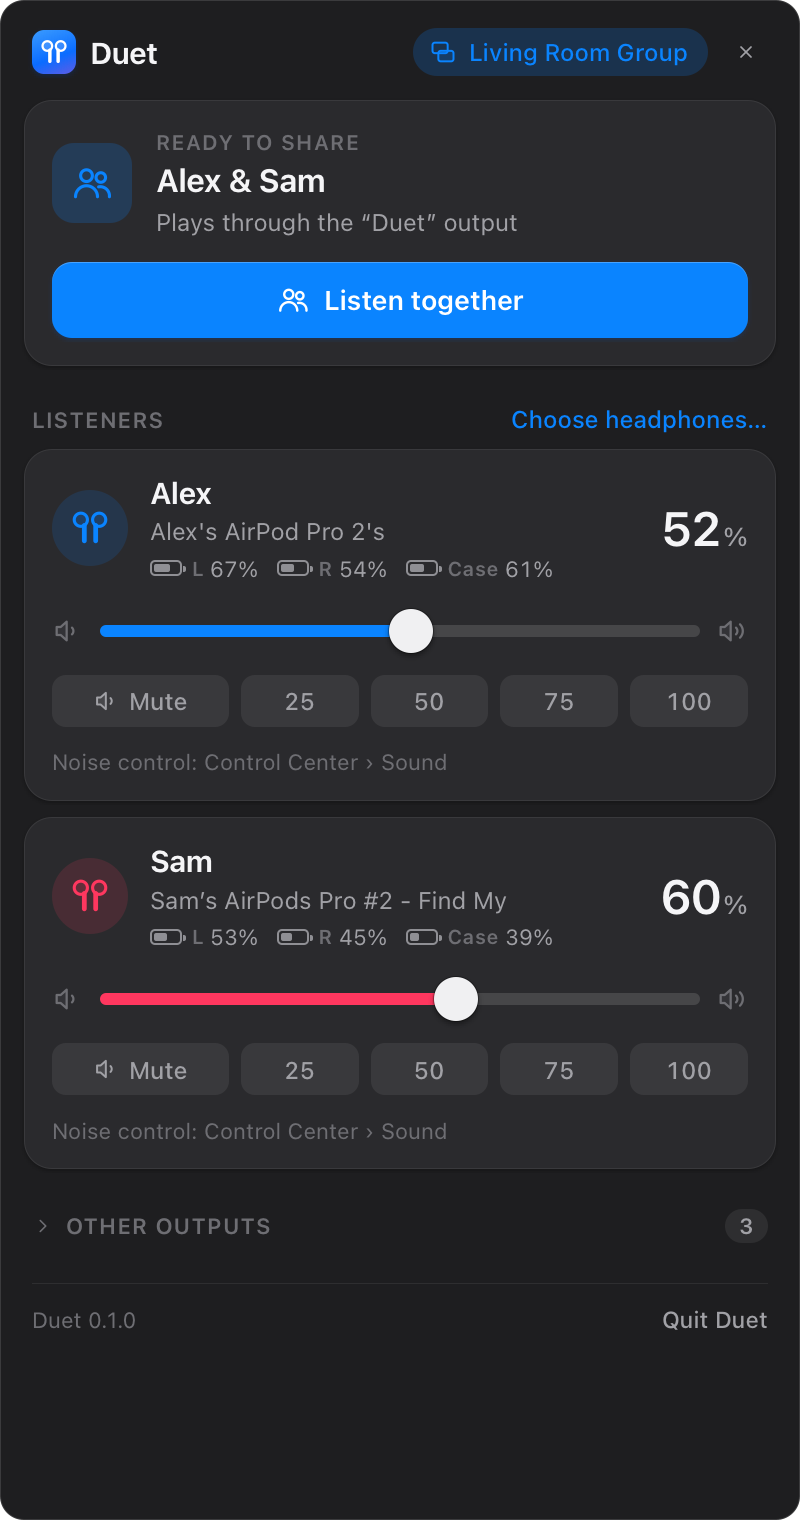 Duet
Living Room Group
READY TO SHARE
Alex & Sam
Plays through the “Duet” output
Listen together
LISTENERS
Choose headphones...
Alex
Alex's AirPod Pro 2's
L 67% R 54% Case 61%
52%
Mute 25 50 75 100
Noise control: Control Center › Sound
Sam
Sam’s AirPods Pro #2 - Find My
L 53% R 45% Case 39%
60%
Mute 25 50 75 100
Noise control: Control Center › Sound
OTHER OUTPUTS
3
Duet 0.1.0
Quit Duet